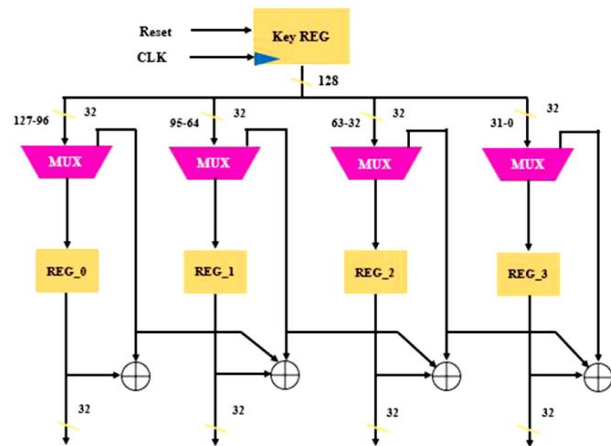 Reset
Key REG
CLK
128
127-96
32
95-64
32
63-32
32
31-0
32
MUX
MUX
MUX
MUX
REG_0
REG_1
REG_2
REG_3
32
32
32
32